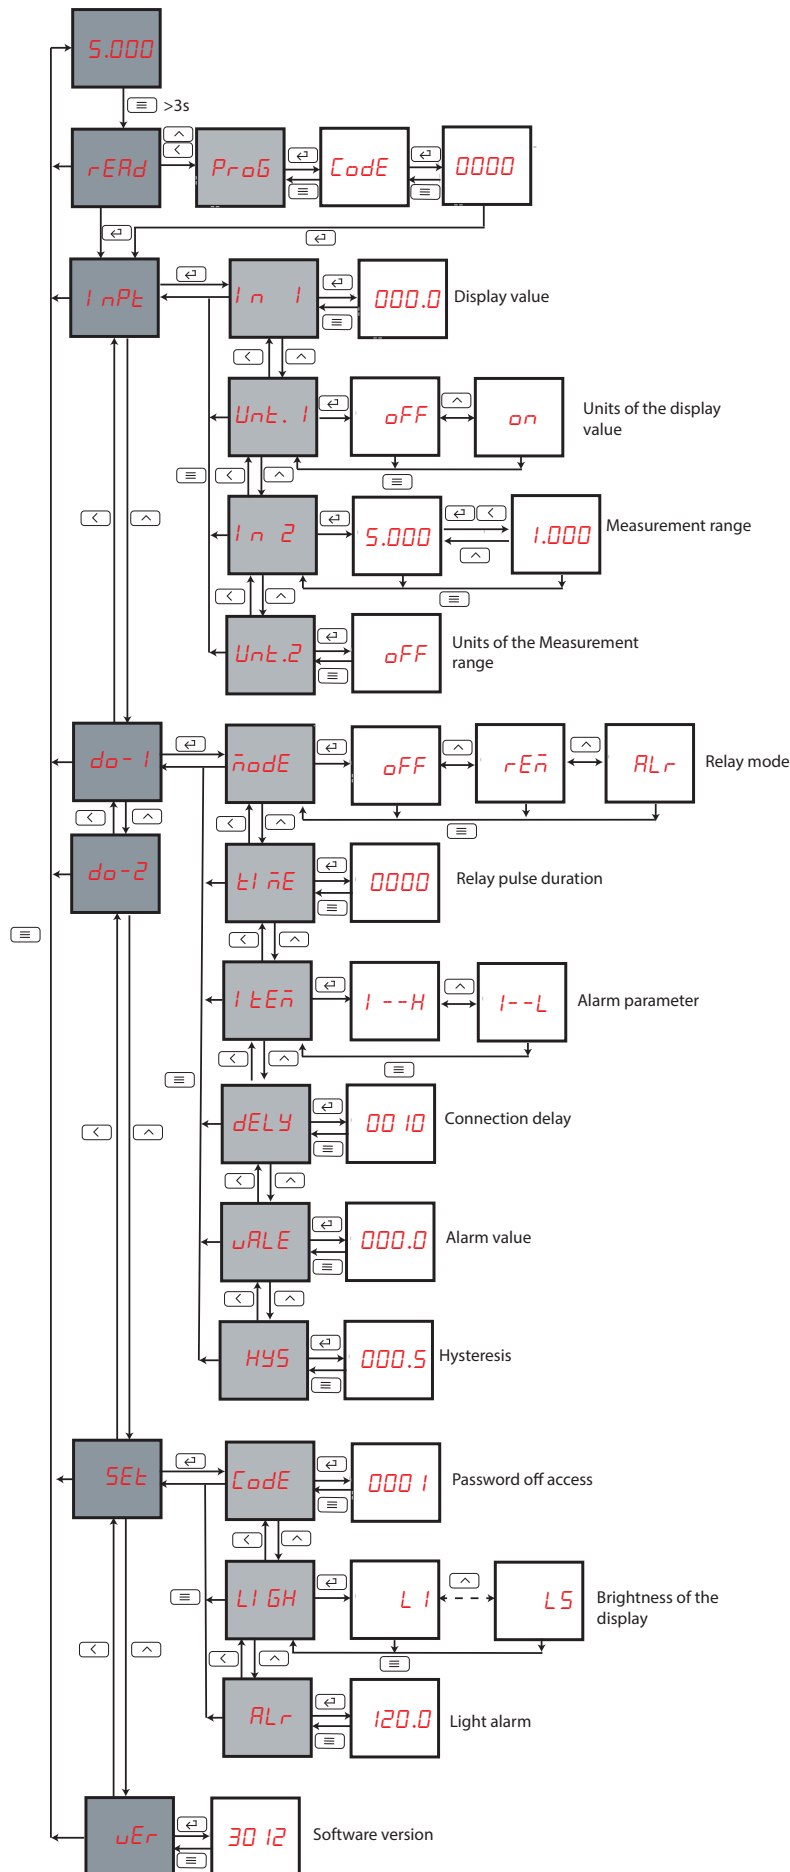 5.000
>3s
rEAd
ProG
CodE
0000
InPt
In 1
000.0
Display value
Unt.1
oFF
on
Units of the display
value
In 2
5.000
1.000
Measurement range
Unt.2
oFF
Units of the Measurement
range
do-1
modE
oFF
rEm
ALr
Relay mode
do-2
tImE
0000
Relay pulse duration
ItEm
1--H
1--L
Alarm parameter
dELY
0010
Connection delay
vALE
000.0
Alarm value
HYS
000.5
Hysteresis
SEt
CodE
0001
Password off access
LIGH
L1
L5
Brightness of the
display
ALr
120.0
Light alarm
vEr
3012
Software version